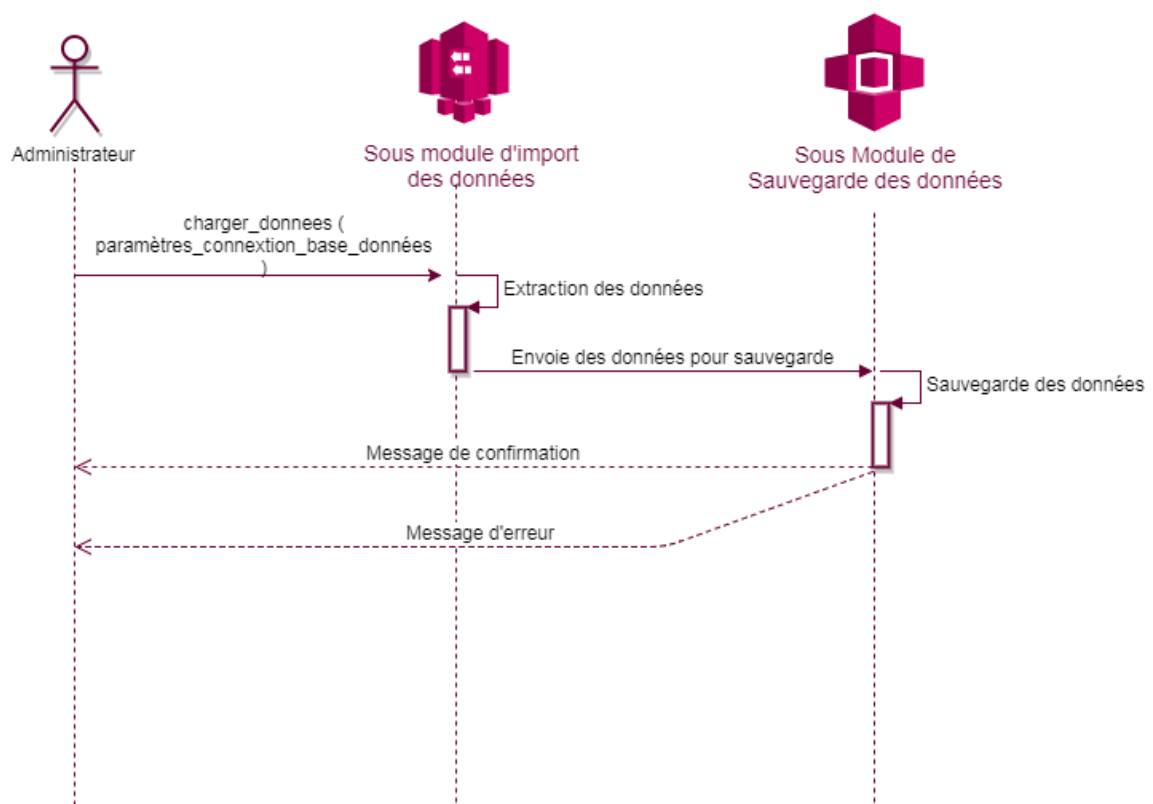 Administrateur
Sous module d'import
des données
Sous Module de
Sauvegarde des données
charger_donnees (
paramètres_connextion_base_données
)
Extraction des données
Envoie des données pour sauvegarde
Sauvegarde des données
Message de confirmation
Message d'erreur